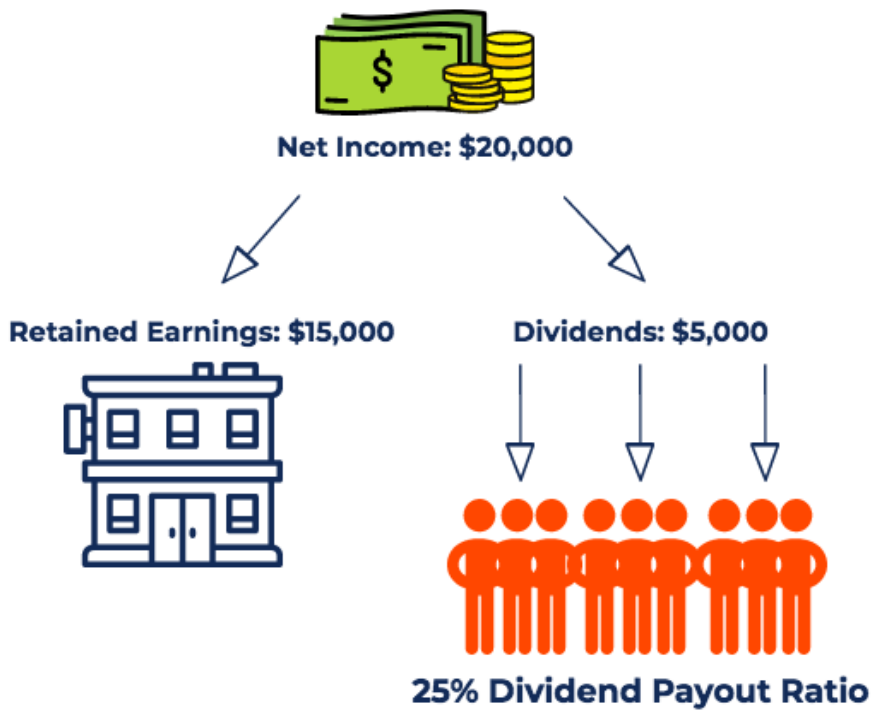 $
Net Income: $20,000
Retained Earnings: $15,000
Dividends: $5,000
25% Dividend Payout Ratio